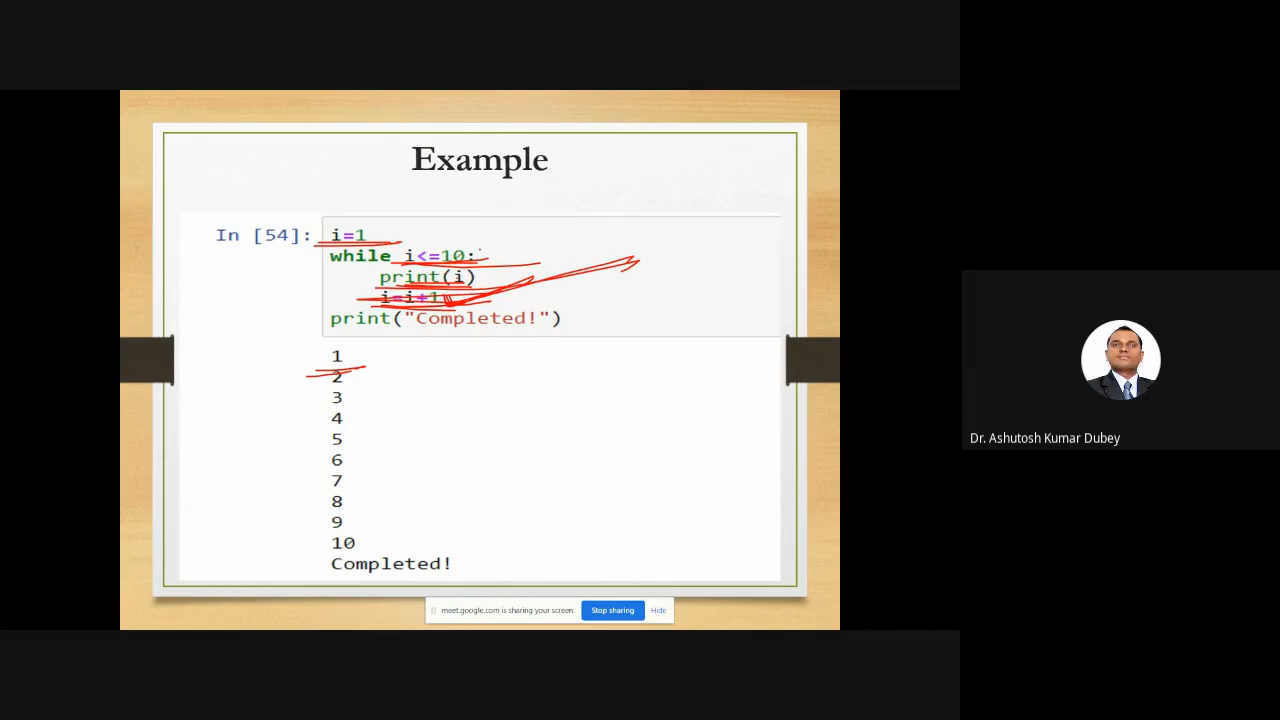 Example
In [54]: i=1
while i<=10:
print(i)
i=i+1
print("Completed!")
1
2
3
4
5
6
7
8
9
10
Completed!
meet.google.com is sharing your screen. Stop sharing Hide
Dr. Ashutosh Kumar Dubey